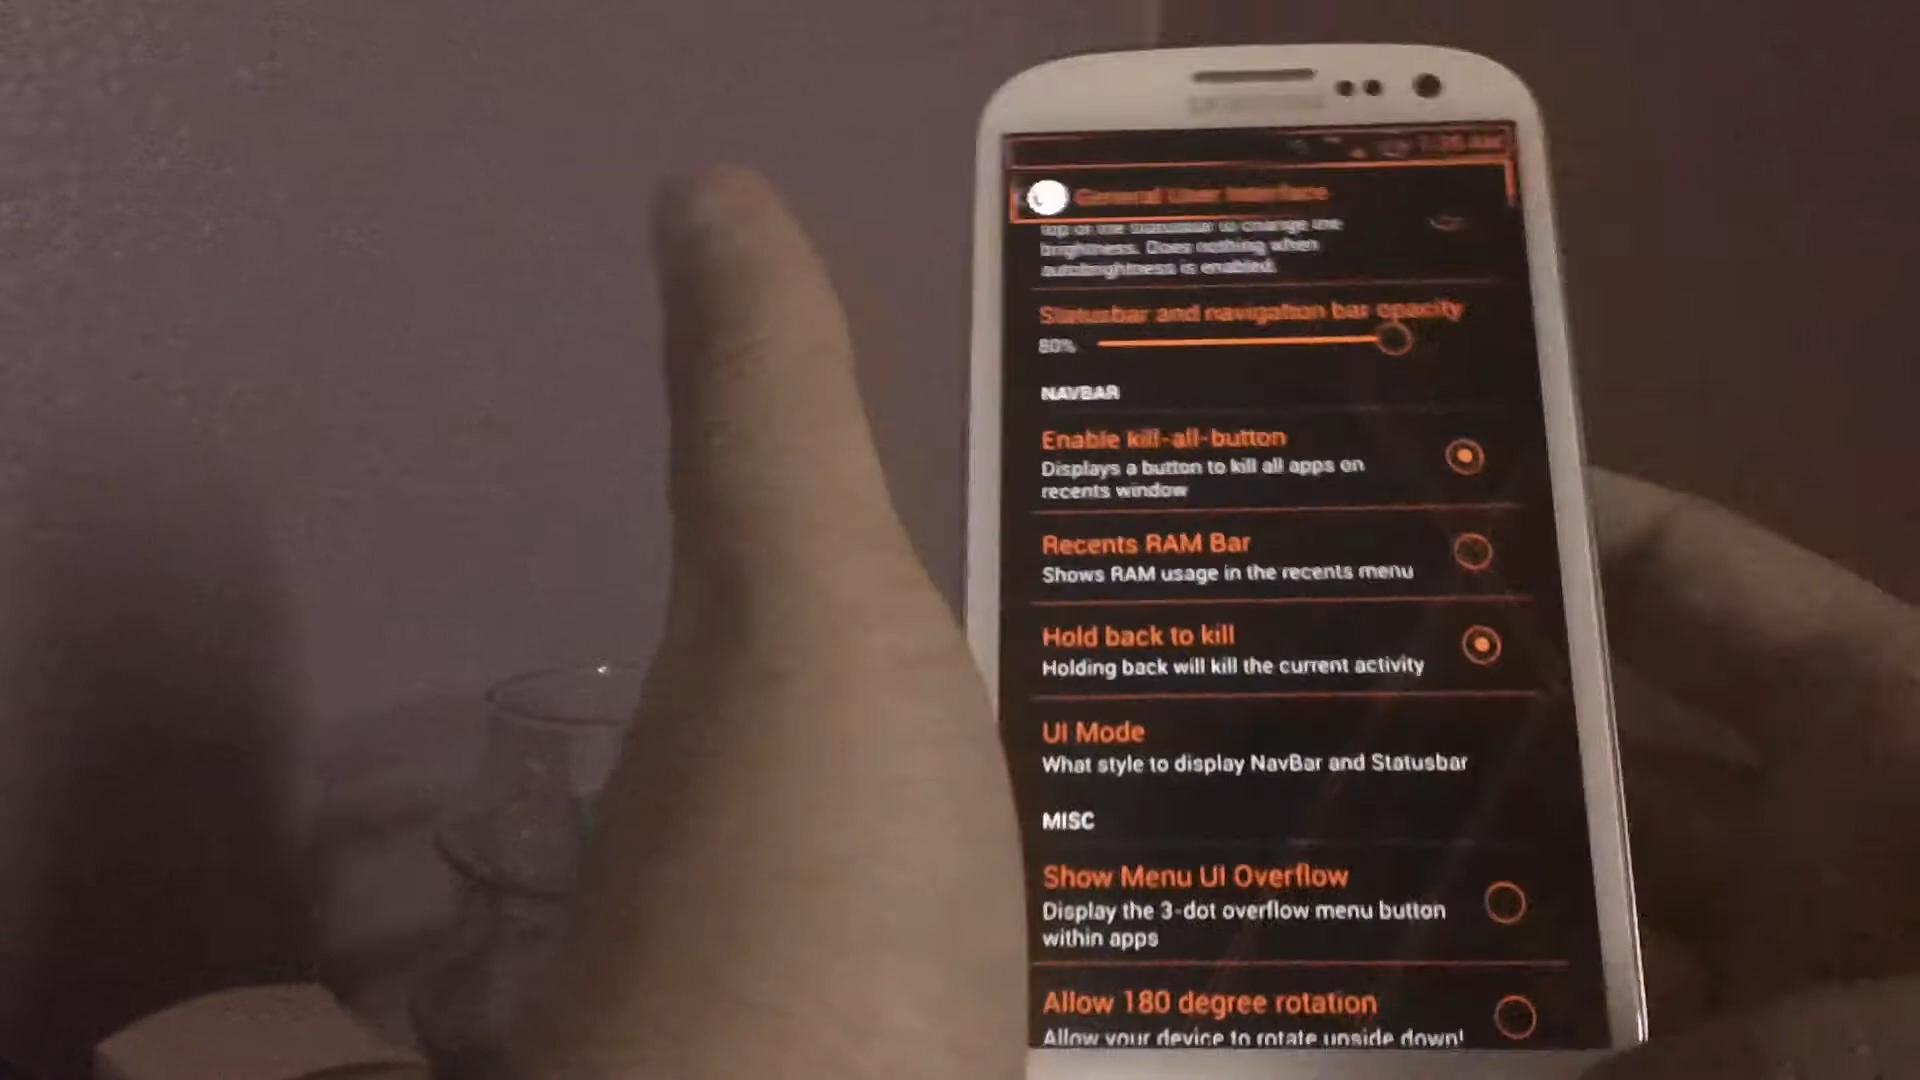 SAMSUNG
General User Interface
top of the statusbar to change the
brightness. Does nothing when
autobrightness is enabled.
Statusbar and navigation bar opacity
80%
NAVBAR
Enable kill-all-button
Displays a button to kill all apps on
recents window
Recents RAM Bar
Shows RAM usage in the recents menu
Hold back to kill
Holding back will kill the current activity
UI Mode
What style to display NavBar and Statusbar
MISC
Show Menu UI Overflow
Display the 3-dot overflow menu button
within apps
Allow 180 degree rotation
Allow your device to rotate upside down!